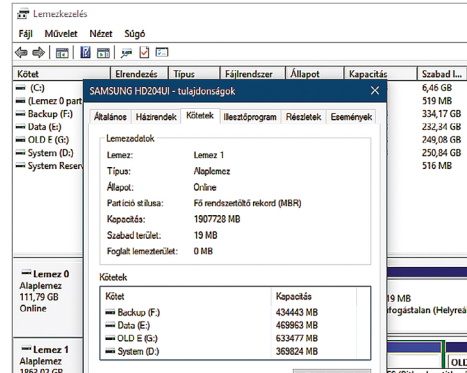 Lemezkezelés
Fájl Művelet Nézet Súgó
Kötet Elrendezés Típus Fájlrendszer Állapot Kapacitás Szabad l...
(C:) 6,46 GB
(Lemez 0 part 519 MB
Backup (F:) 334,17 GB
Data (E:) 232,34 GB
OLD E (G:) 249,08 GB
System (D:) 250,84 GB
System Reser 516 MB
SAMSUNG HD204UI - tulajdonságok
Általános Házirendek Kötetek Illesztőprogram Részletek Események
Lemezadatok
Lemez: Lemez 1
Típus: Alaplemez
Állapot: Online
Partíció stílusa: Fő rendszertöltő rekord (MBR)
Kapacitás: 1907728 MB
Szabad terület: 19 MB
Foglalt lemezterület: 0 MB
Kötetek
Kötet Kapacitás
Backup (F:) 434443 MB
Data (E:) 469963 MB
OLD E (G:) 633477 MB
System (D:) 369824 MB
Lemez 0
Alaplemez
111,79 GB
Online
19 MB
ifogástalan (Helyreá
Lemez 1
Alaplemez
1863,02 GB
OLD